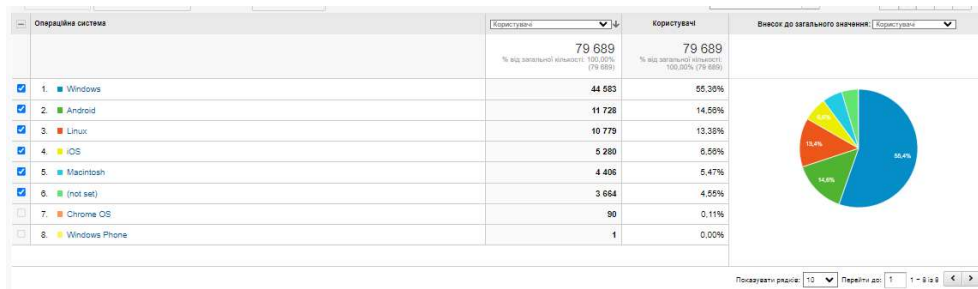 Операційна система
Користувачі
Користувачі
Внесок до загального значення: Користувачі
79 689
% від загальної кількості: 100,00%
(79 689)
79 689
% від загальної кількості:
100,00% (79 689)
1. Windows 44 583 55,36%
2. Android 11 728 14,56%
3. Linux 10 779 13,38%
4. iOS 5 280 6,56%
5. Macintosh 4 406 5,47%
6. (not set) 3 664 4,55%
7. Chrome OS 90 0,11%
8. Windows Phone 1 0,00%
6,6%
13,4%
55,4%
14,6%
Показувати рядків: 10 Перейти до: 1 1 – 8 із 8